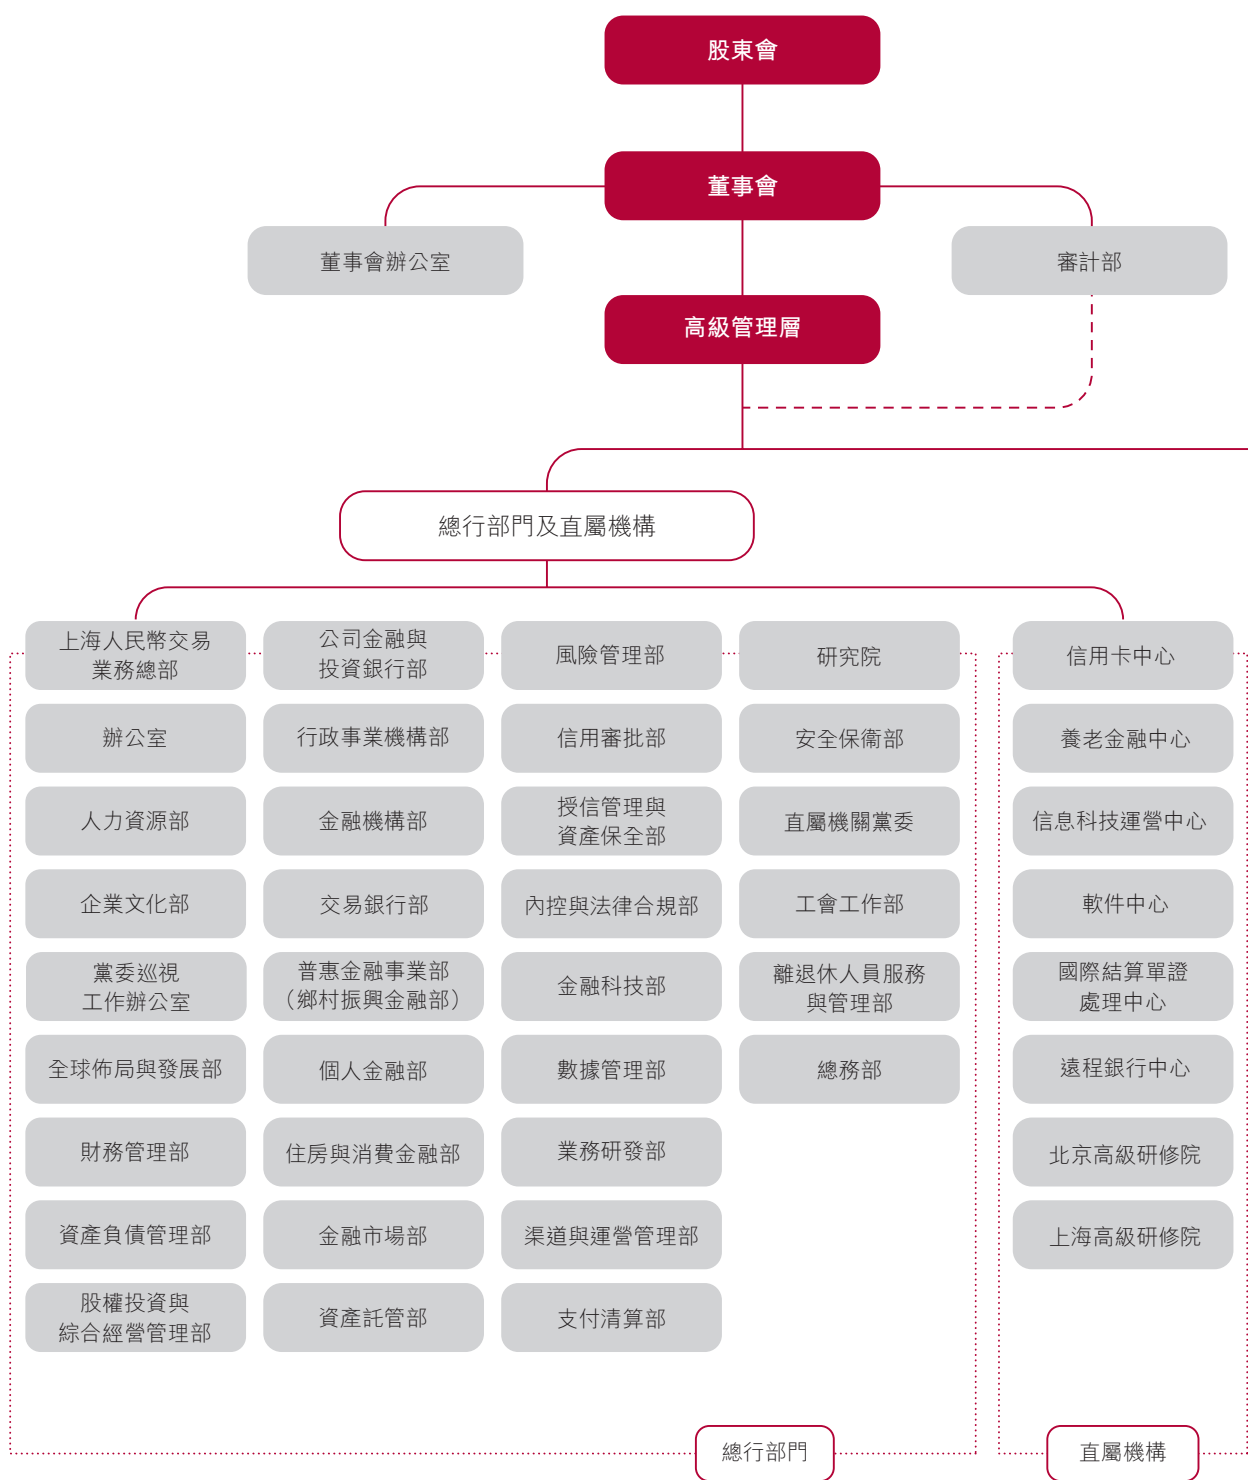 股東會
董事會
董事會辦公室
審計部
高級管理層
總行部門及直屬機構
上海人民幣交易
業務總部
辦公室
人力資源部
企業文化部
黨委巡視
工作辦公室
全球佈局與發展部
財務管理部
資產負債管理部
股權投資與
綜合經營管理部
公司金融與
投資銀行部
行政事業機構部
金融機構部
交易銀行部
普惠金融事業部
（鄉村振興金融部）
個人金融部
住房與消費金融部
金融市場部
資產託管部
風險管理部
信用審批部
授信管理與
資產保全部
內控與法律合規部
金融科技部
數據管理部
業務研發部
渠道與運營管理部
支付清算部
研究院
安全保衛部
直屬機關黨委
工會工作部
離退休人員服務
與管理部
總務部
總行部門
信用卡中心
養老金融中心
信息科技運營中心
軟件中心
國際結算單證
處理中心
遠程銀行中心
北京高級研修院
上海高級研修院
直屬機構